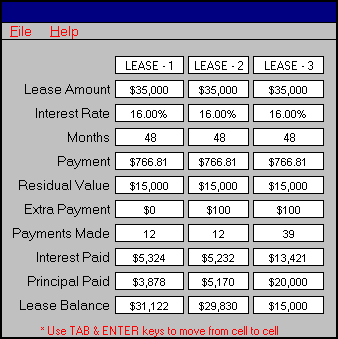 File Help
LEASE - 1 LEASE - 2 LEASE - 3
Lease Amount $35,000 $35,000 $35,000
Interest Rate 16.00% 16.00% 16.00%
Months 48 48 48
Payment $766.81 $766.81 $766.81
Residual Value $15,000 $15,000 $15,000
Extra Payment $0 $100 $100
Payments Made 12 12 39
Interest Paid $5,324 $5,232 $13,421
Principal Paid $3,878 $5,170 $20,000
Lease Balance $31,122 $29,830 $15,000
* Use TAB & ENTER keys to move from cell to cell